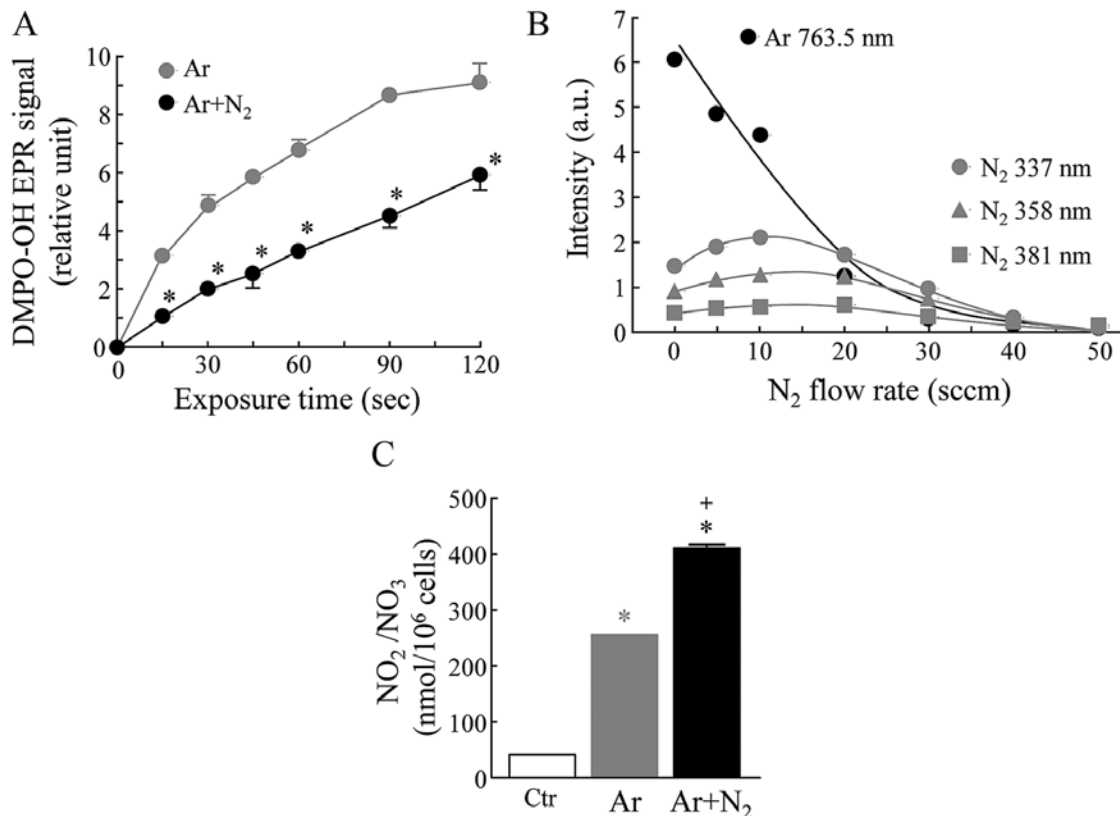 A
DMPO-OH EPR signal
(relative unit)
10
8
6
4
2
0
Ar
Ar+N₂
*
*
*
*
*
*
0
30
60
90
120
Exposure time (sec)
B
Intensity (a.u.)
7
6
5
4
3
2
1
0
Ar 763.5 nm
N₂ 337 nm
N₂ 358 nm
N₂ 381 nm
0
10
20
30
40
50
N₂ flow rate (sccm)
C
NO₂/NO₃
(nmol/10⁶ cells)
500
400
300
200
100
0
*
+
*
Ctr
Ar
Ar+N₂